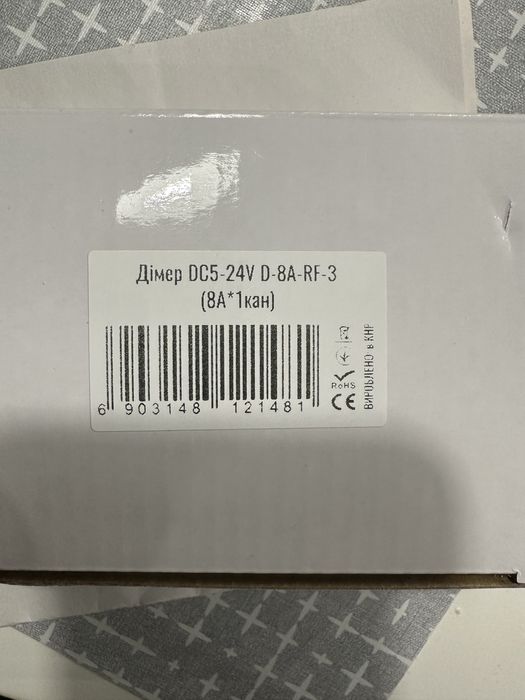 Дімер DC5-24V D-8A-RF-3
(8A*1кан)
6 903148 121481
RoHS
CE
ВИРОБЛЕНО в КНР